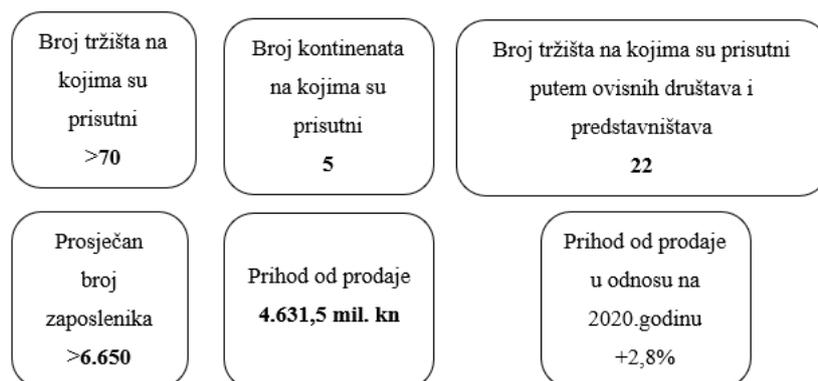 Broj tržišta na
kojima su
prisutni
>70
Broj kontinenata
na kojima su
prisutni
5
Broj tržišta na kojima su prisutni
putem ovisnih društava i
predstavništava
22
Prosječan
broj
zaposlenika
>6.650
Prihod od prodaje
4.631,5 mil. kn
Prihod od prodaje
u odnosu na
2020.godinu
+2,8%